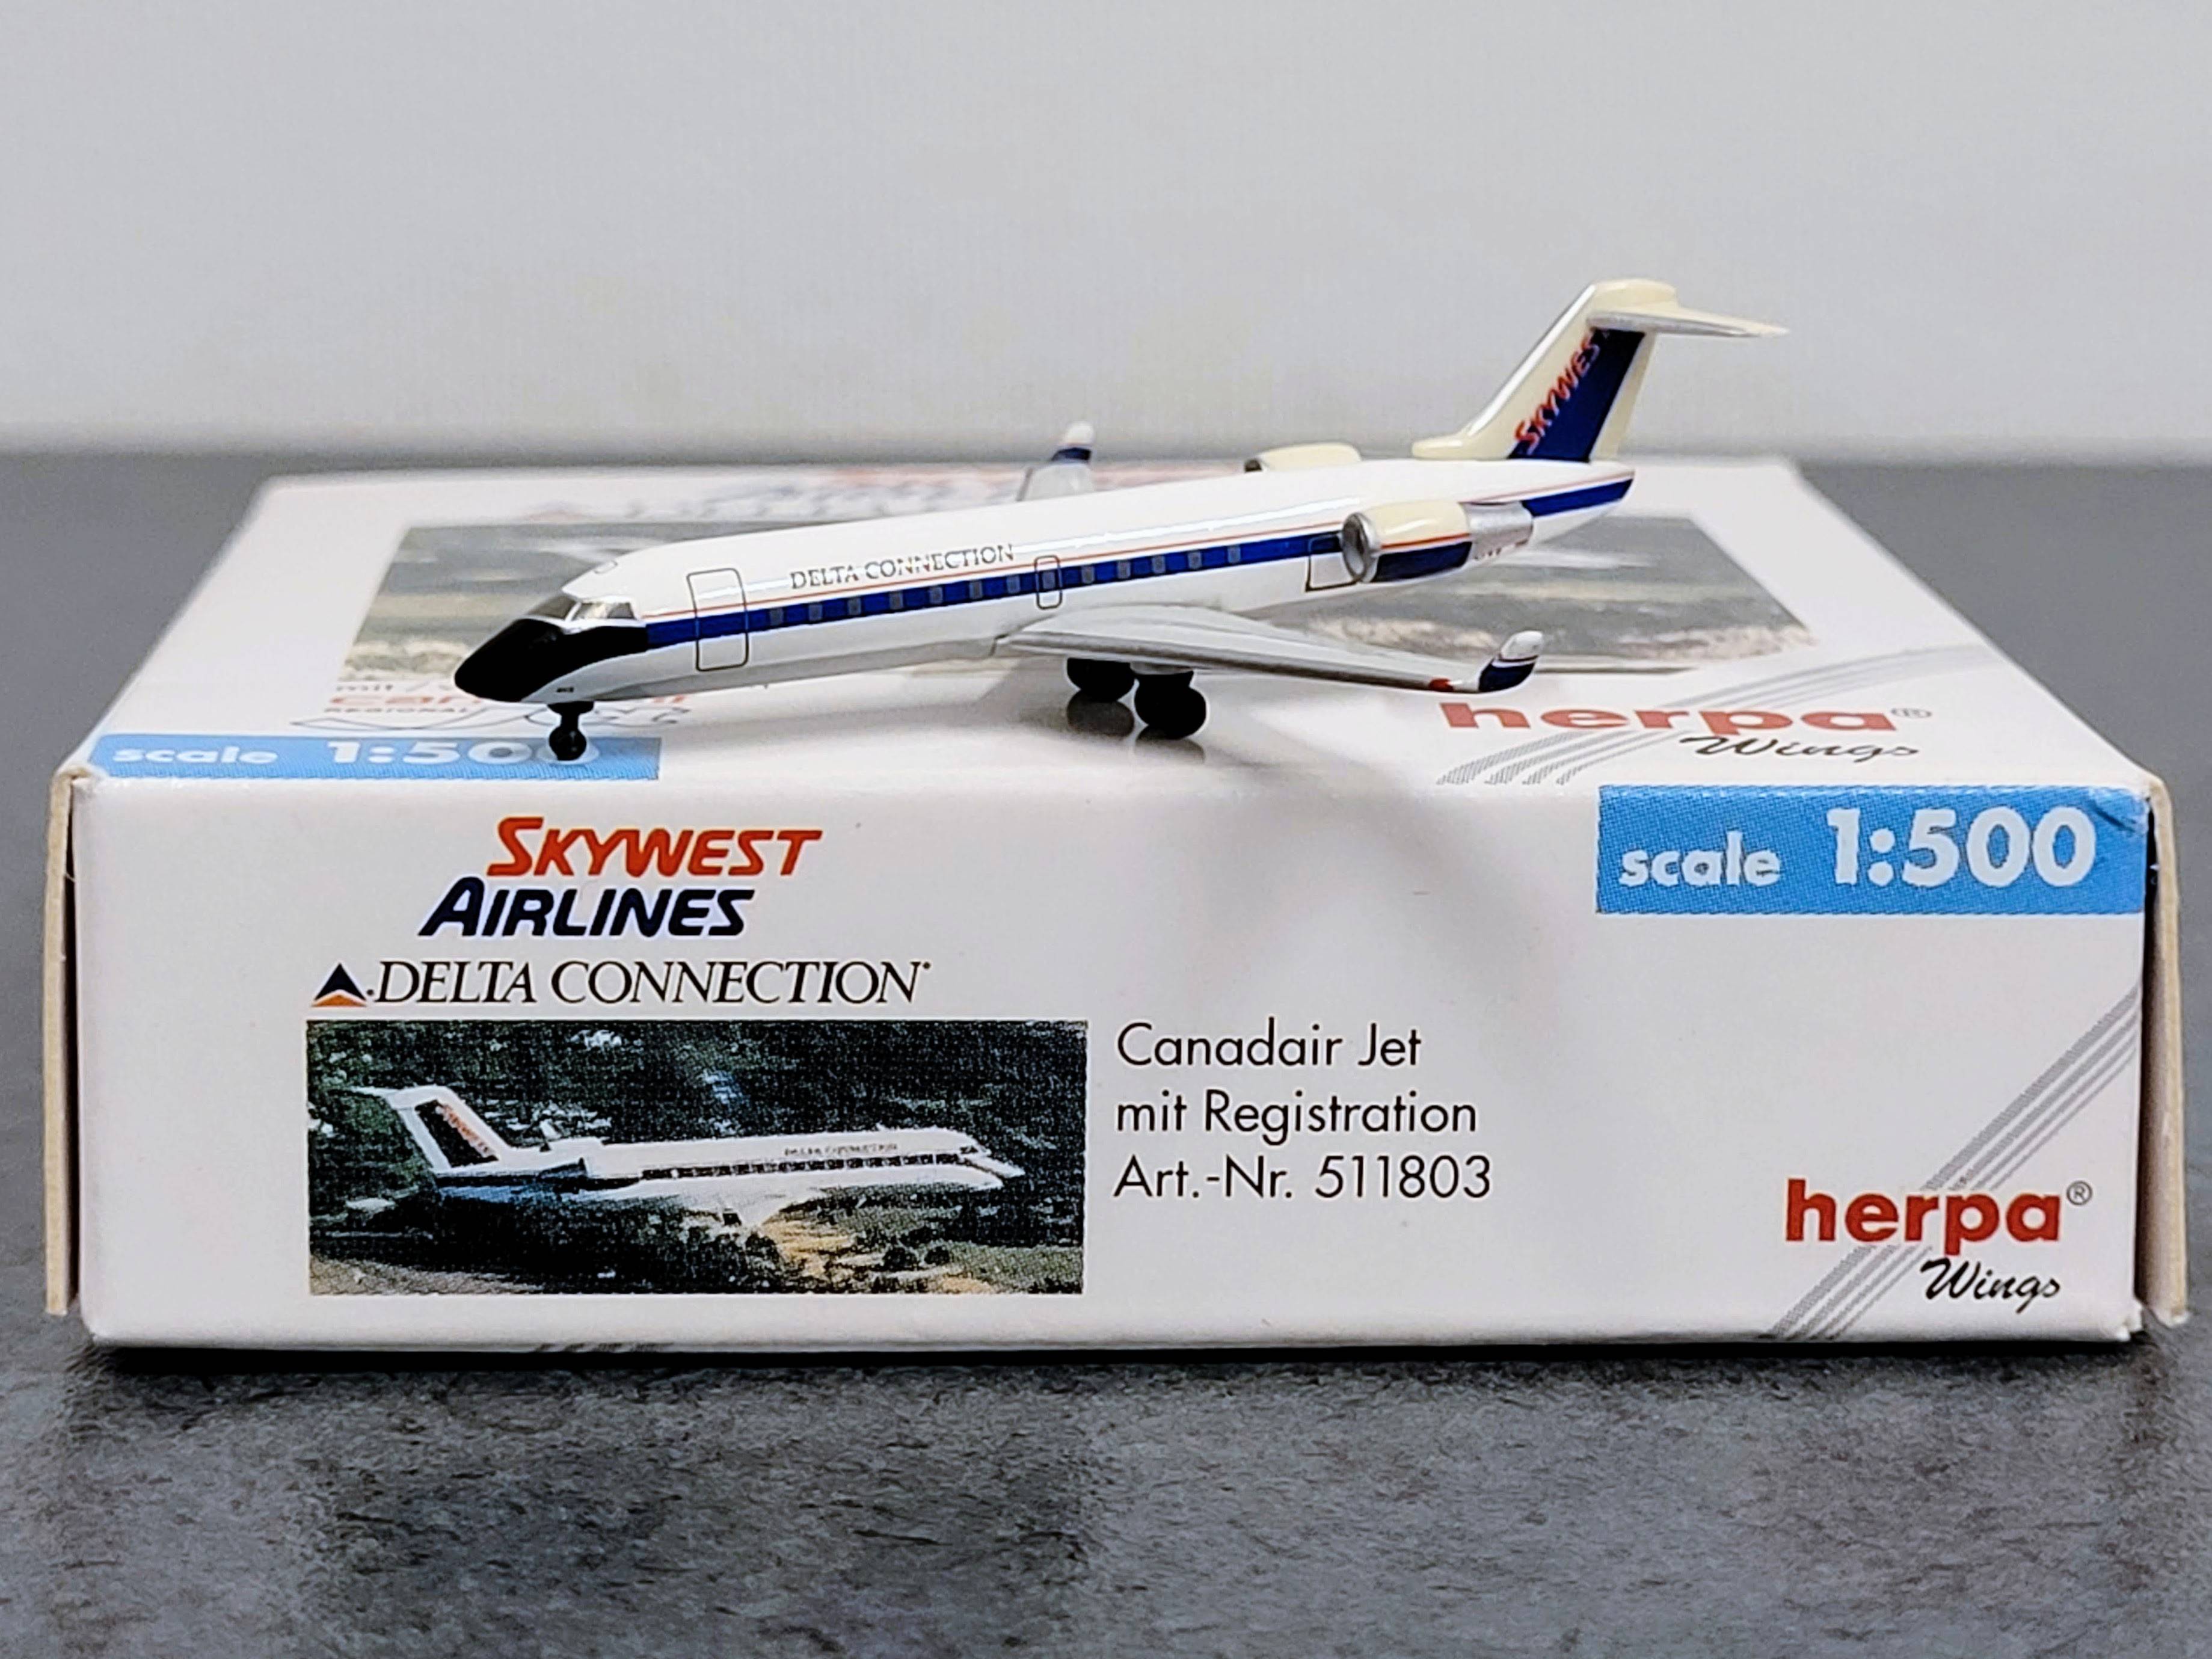 SKYWEST
DELTA CONNECTION
scale 1:500
herpa®
Wings
SKYWEST
AIRLINES
DELTA CONNECTION
scale 1:500
Canadair Jet
mit Registration
Art.-Nr. 511803
herpa®
Wings